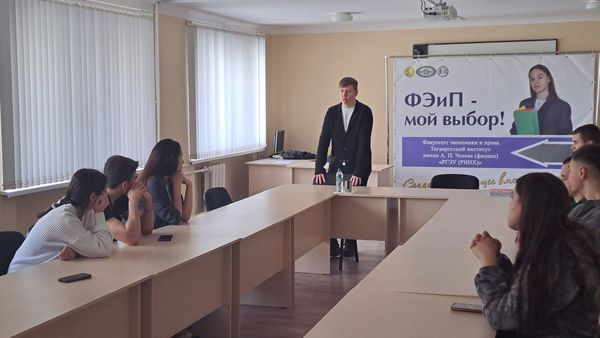 ФЭиП -
мой выбор!
Факультет экономики и права
Таганрогский институт
имени А. П. Чехова (филиал)
«РГЭУ (РИНХ)»